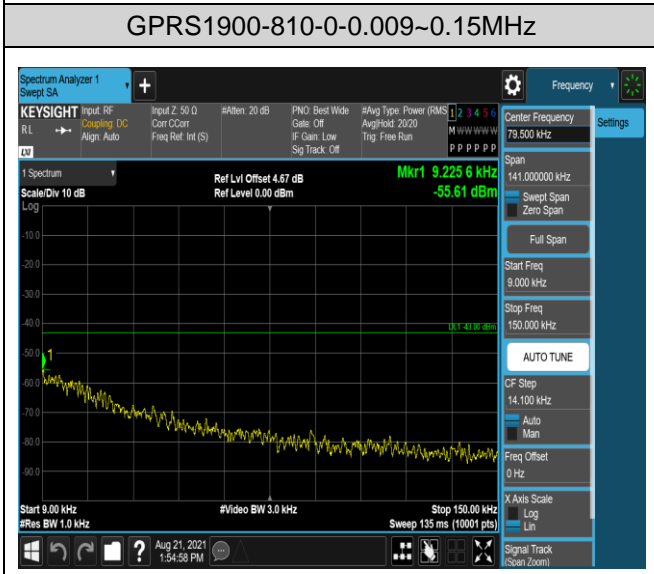 GPRS1900-810-0-0.009~0.15MHz
Spectrum Analyzer 1
Swept SA
+
Frequency
KEYSIGHT
RL
LXI
Input: RF
Coupling: DC
Align: Auto
Input Z: 50 Ω
Corr CCorr
Freq Ref: Int (S)
#Atten: 20 dB
PNO: Best Wide
Gate: Off
IF Gain: Low
Sig Track: Off
#Avg Type: Power (RMS
Avg|Hold: 20/20
Trig: Free Run
1 2 3 4 5 6
M W W W W W
P P P P P P
Settings
1 Spectrum
Scale/Div 10 dB
Log
Ref Lvl Offset 4.67 dB
Ref Level 0.00 dBm
Mkr1 9.225 6 kHz
-55.61 dBm
-10.0
-20.0
-30.0
-40.0
-50.0
-60.0
-70.0
-80.0
-90.0
DL1 -43.00 dBm
1
Start 9.00 kHz
#Res BW 1.0 kHz
#Video BW 3.0 kHz
Stop 150.00 kHz
Sweep 135 ms (10001 pts)
Center Frequency
79.500 kHz
Span
141.000000 kHz
Swept Span
Zero Span
Full Span
Start Freq
9.000 kHz
Stop Freq
150.000 kHz
AUTO TUNE
CF Step
14.100 kHz
Auto
Man
Freq Offset
0 Hz
X Axis Scale
Log
Lin
Signal Track
(Span Zoom)
?
Aug 21, 2021
1:54:58 PM